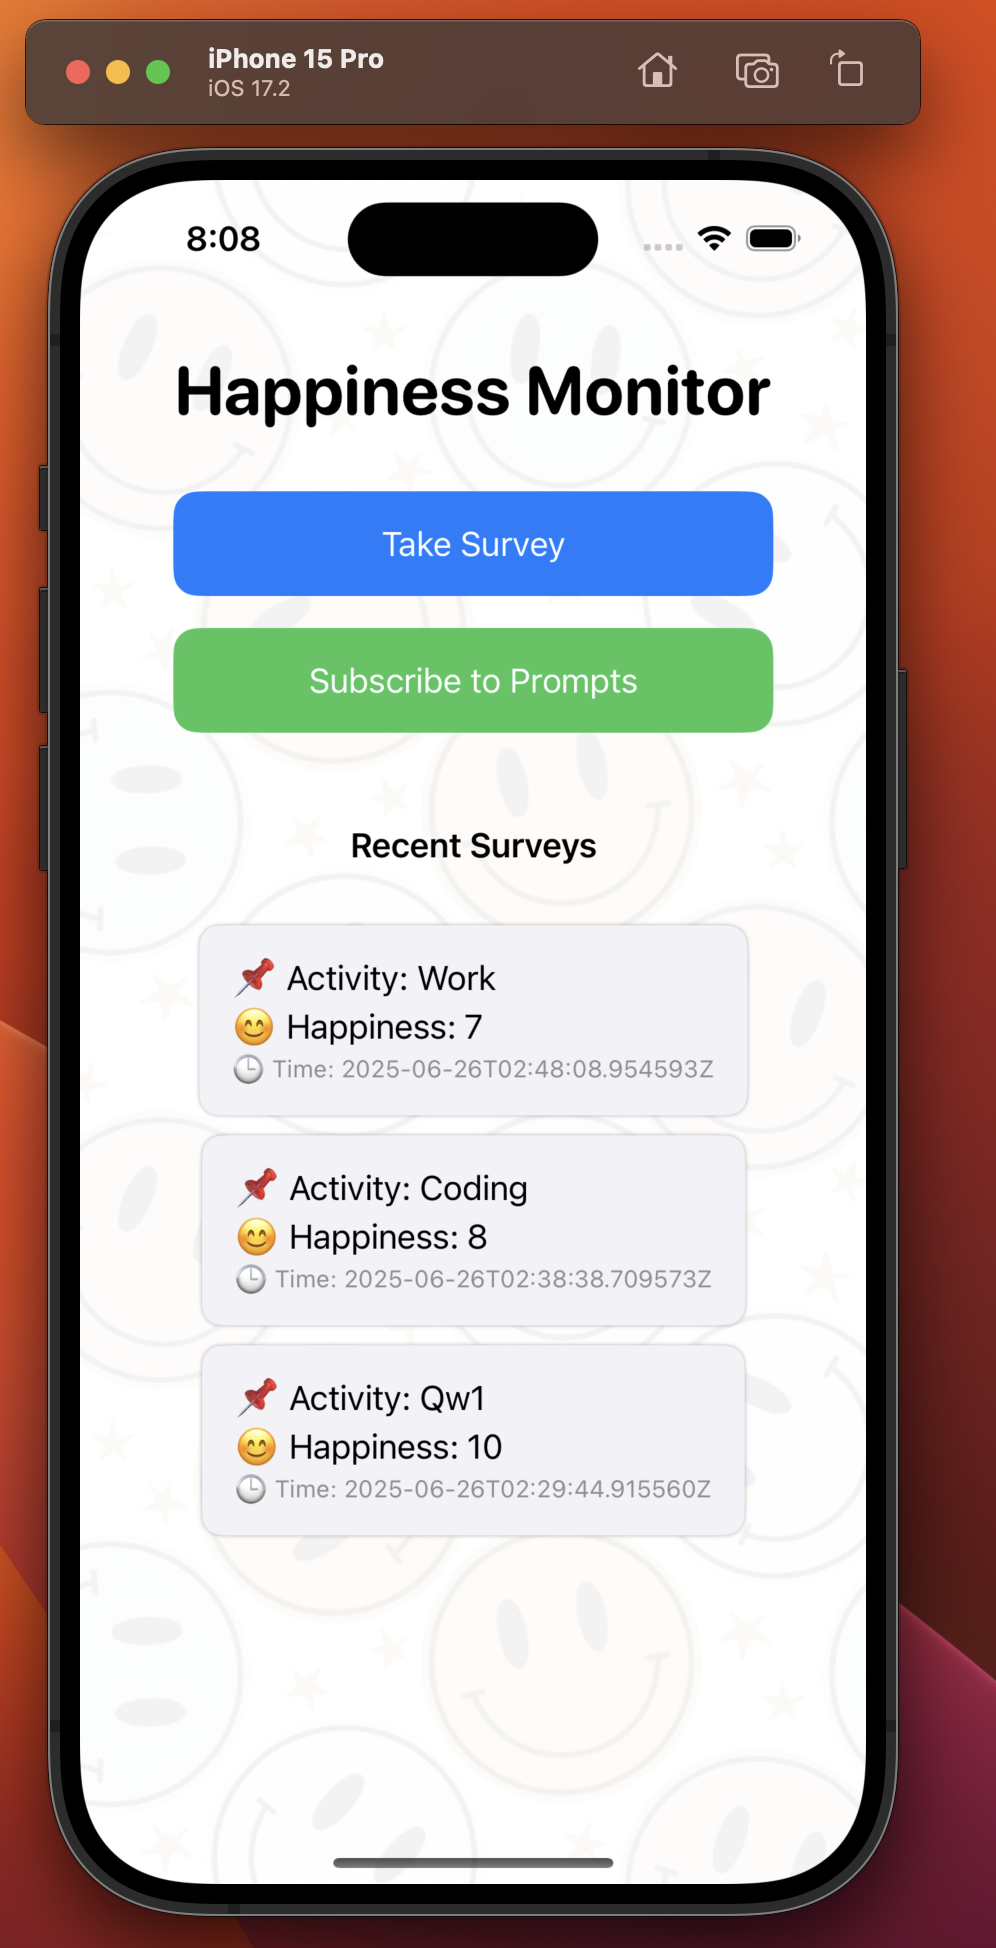 iPhone 15 Pro
iOS 17.2
8:08
Happiness Monitor
Take Survey
Subscribe to Prompts
Recent Surveys
📌 Activity: Work
😊 Happiness: 7
🕒 Time: 2025-06-26T02:48:08.954593Z
📌 Activity: Coding
😊 Happiness: 8
🕒 Time: 2025-06-26T02:38:38.709573Z
📌 Activity: Qw1
😊 Happiness: 10
🕒 Time: 2025-06-26T02:29:44.915560Z